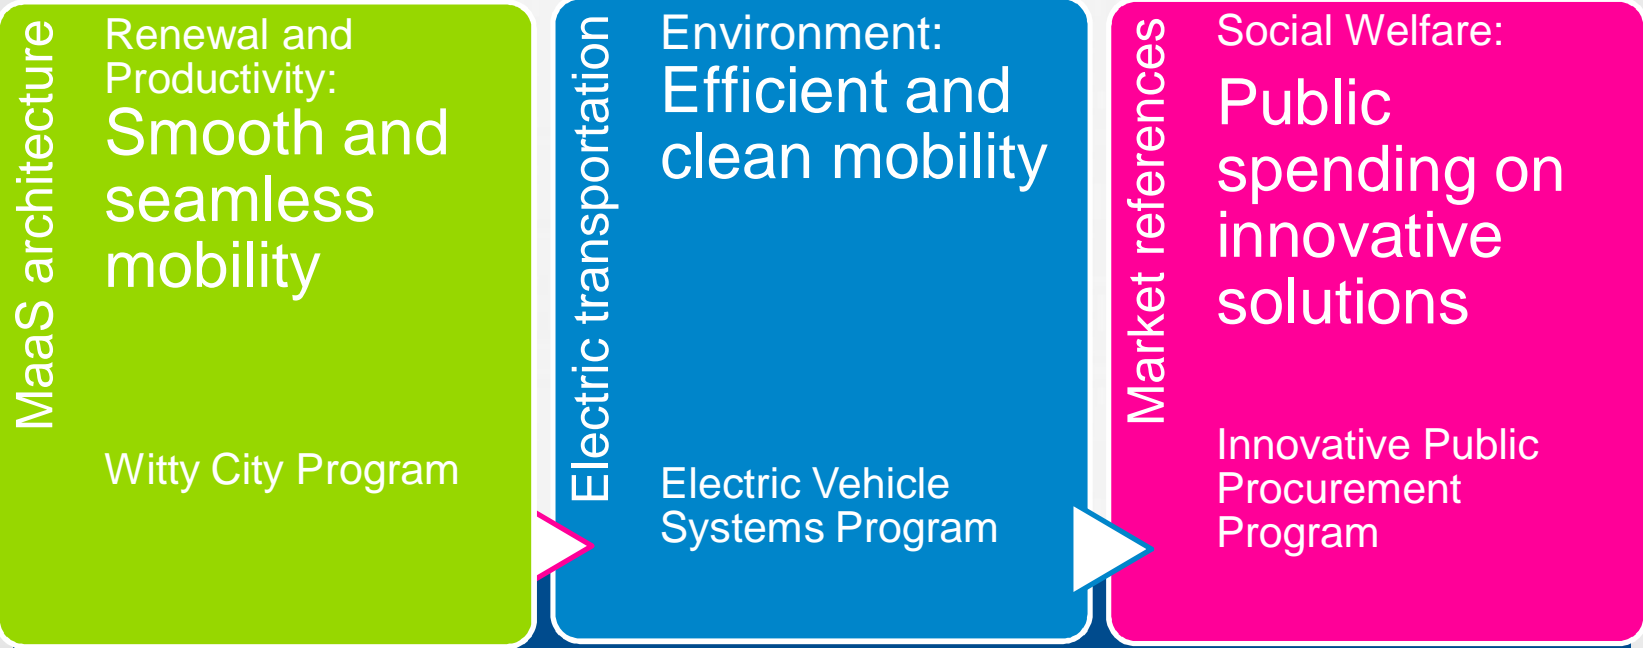 MaaS architecture
Renewal and
Productivity:
Smooth and
seamless
mobility
Witty City Program
Electric transportation
Environment:
Efficient and
clean mobility
Electric Vehicle
Systems Program
Market references
Social Welfare:
Public
spending on
innovative
solutions
Innovative Public
Procurement
Program